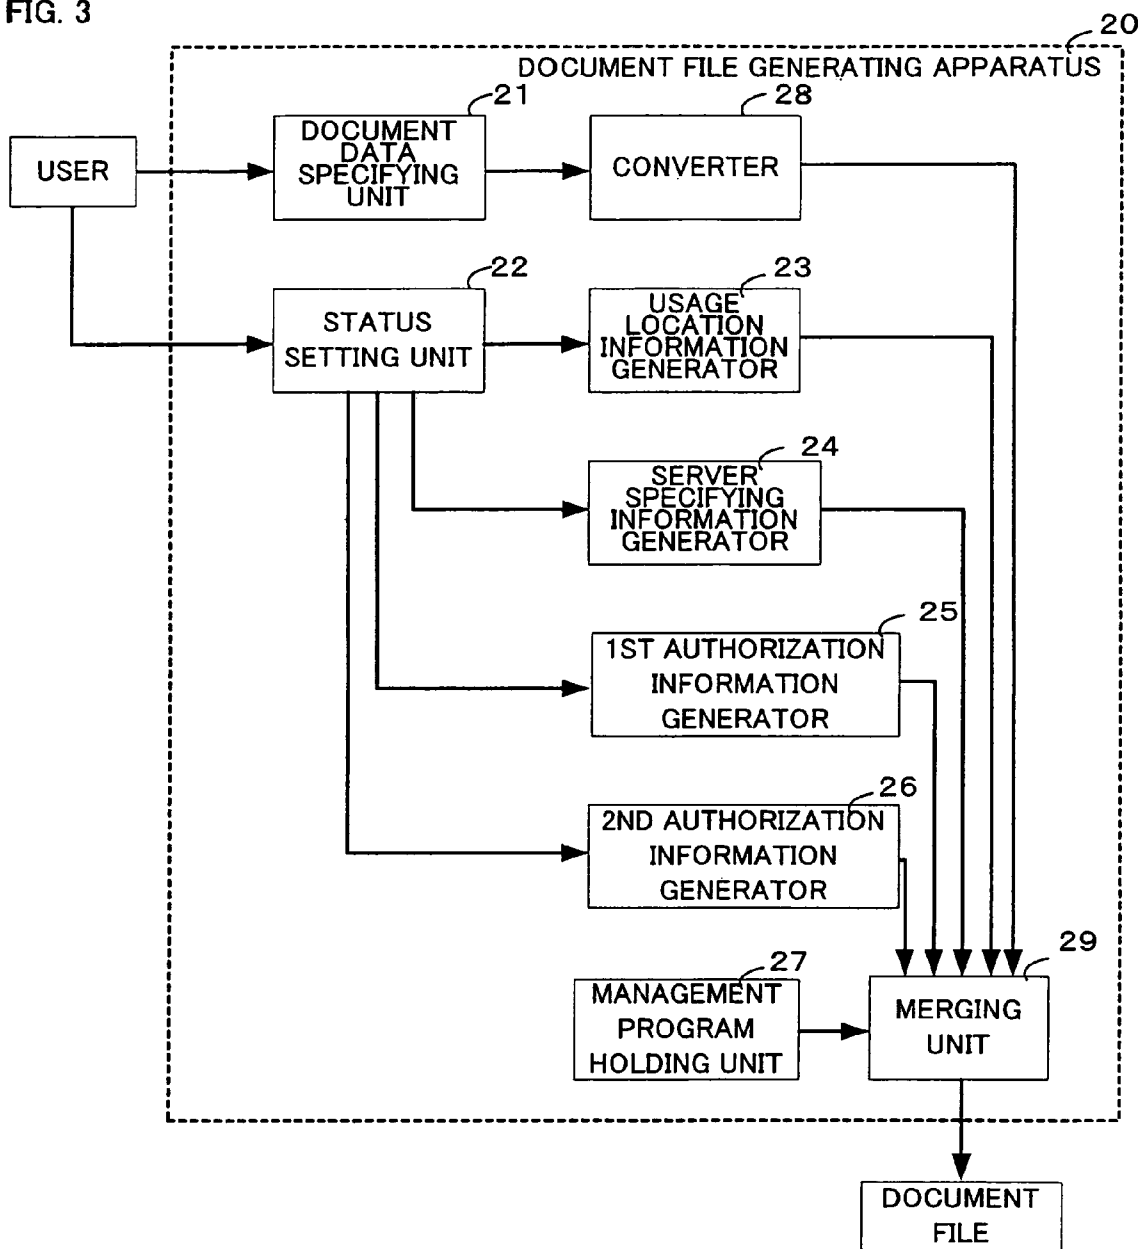 FIG. 3
20
DOCUMENT FILE GENERATING APPARATUS
21
28
USER
DOCUMENT
DATA
SPECIFYING
UNIT
CONVERTER
22
23
STATUS
SETTING UNIT
USAGE
LOCATION
INFORMATION
GENERATOR
24
SERVER
SPECIFYING
INFORMATION
GENERATOR
25
1ST AUTHORIZATION
INFORMATION
GENERATOR
26
2ND AUTHORIZATION
INFORMATION
GENERATOR
27
29
MANAGEMENT
PROGRAM
HOLDING UNIT
MERGING
UNIT
DOCUMENT
FILE